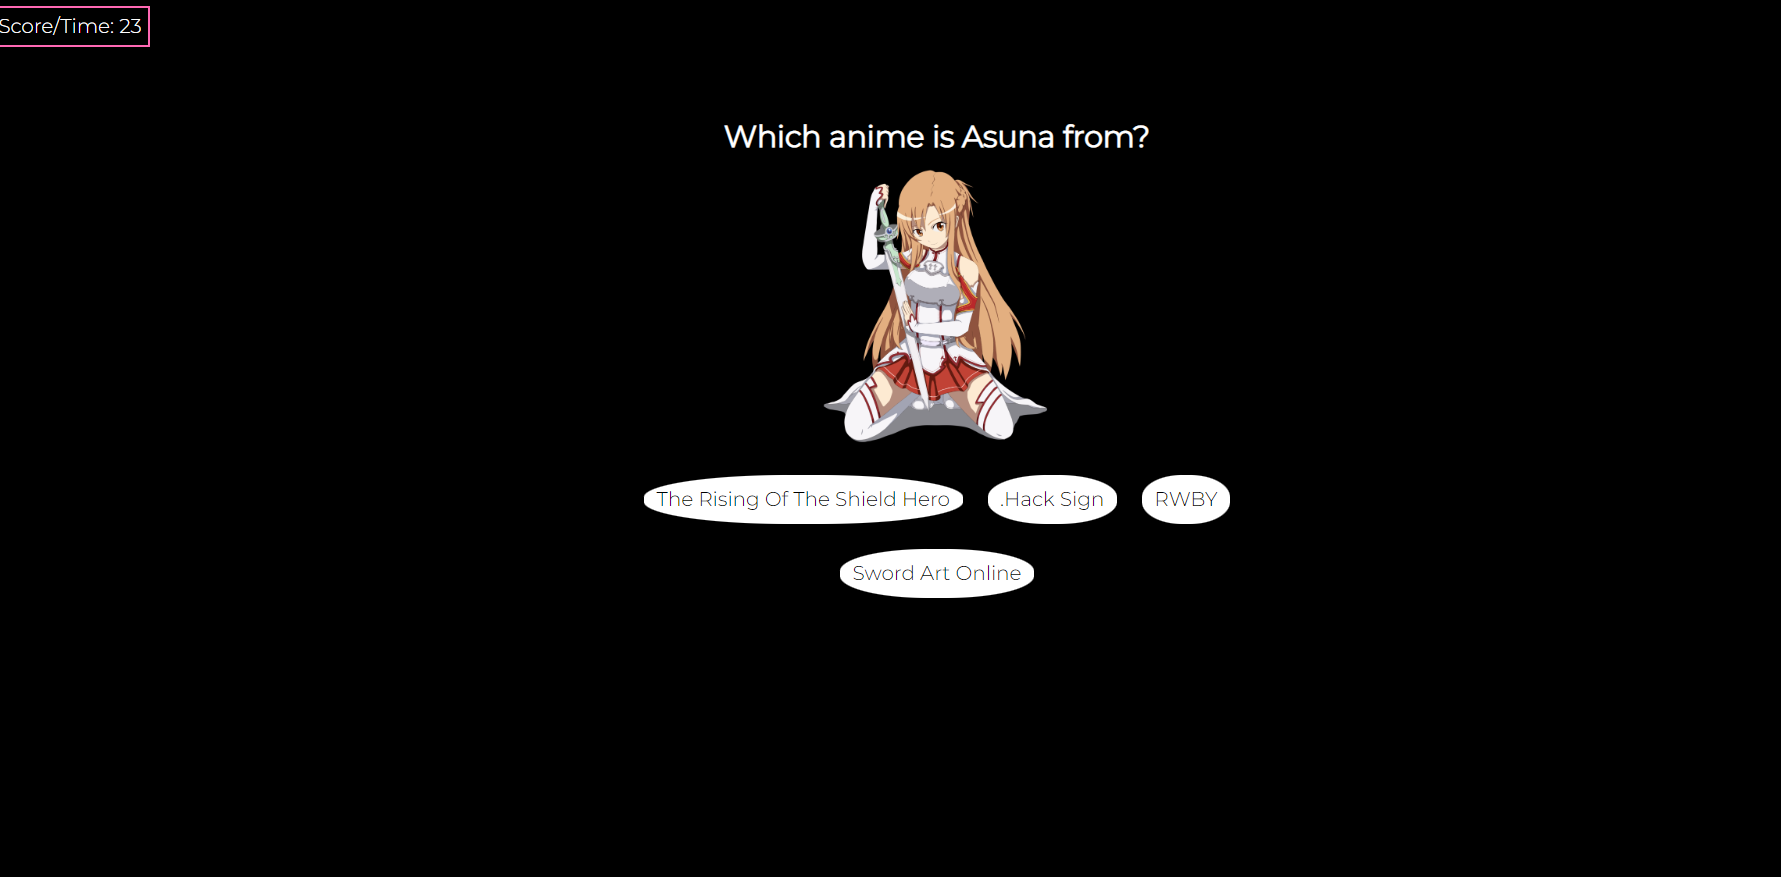 Score/Time: 23
Which anime is Asuna from?
The Rising Of The Shield Hero
.Hack Sign
RWBY
Sword Art Online